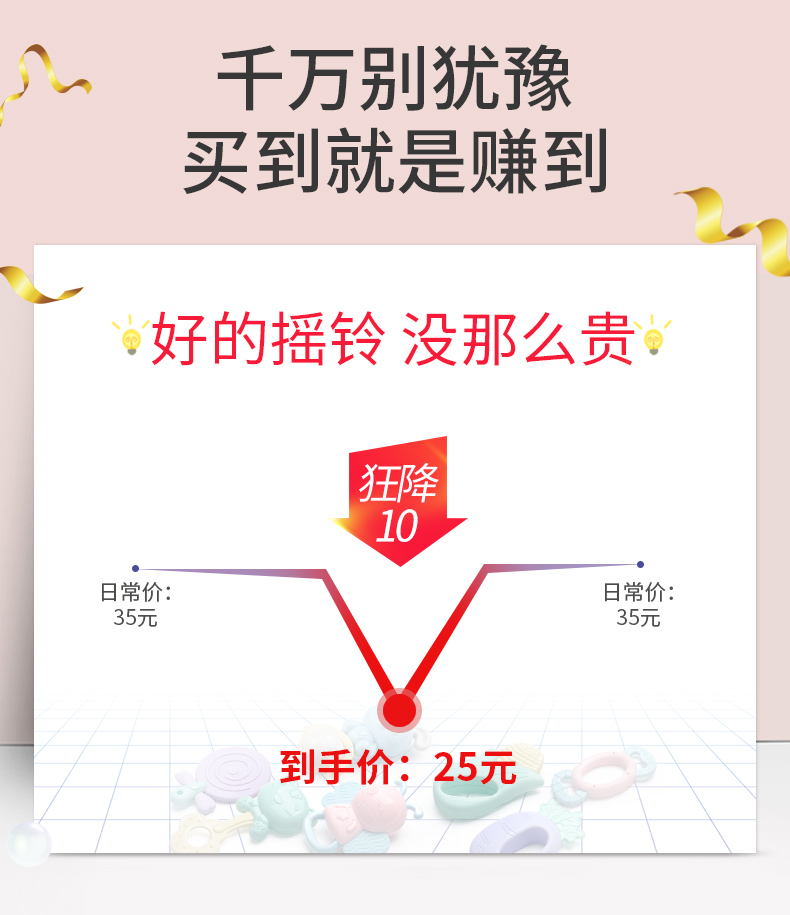 千万别犹豫
买到就是赚到
好的摇铃 没那么贵
狂降
10
日常价：
35元
日常价：
35元
到手价：25元